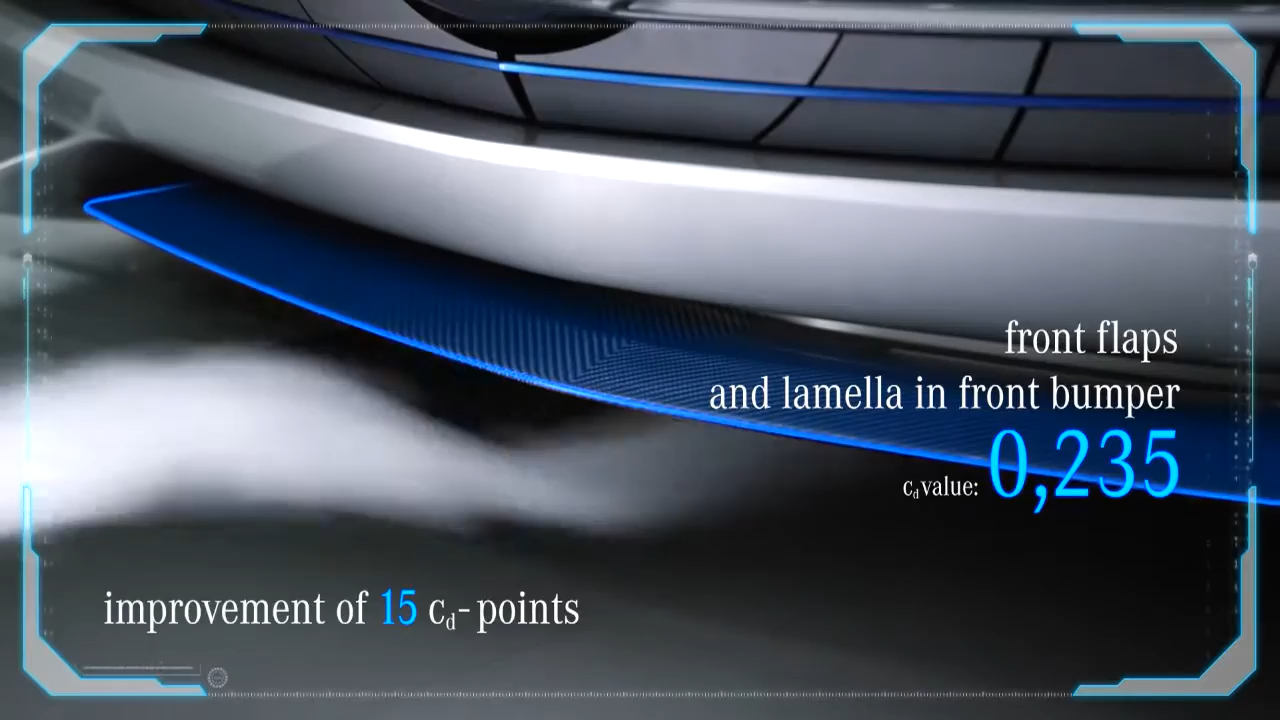 front flaps
and lamella in front bumper
cd value: 0,235
improvement of 15 cd-points